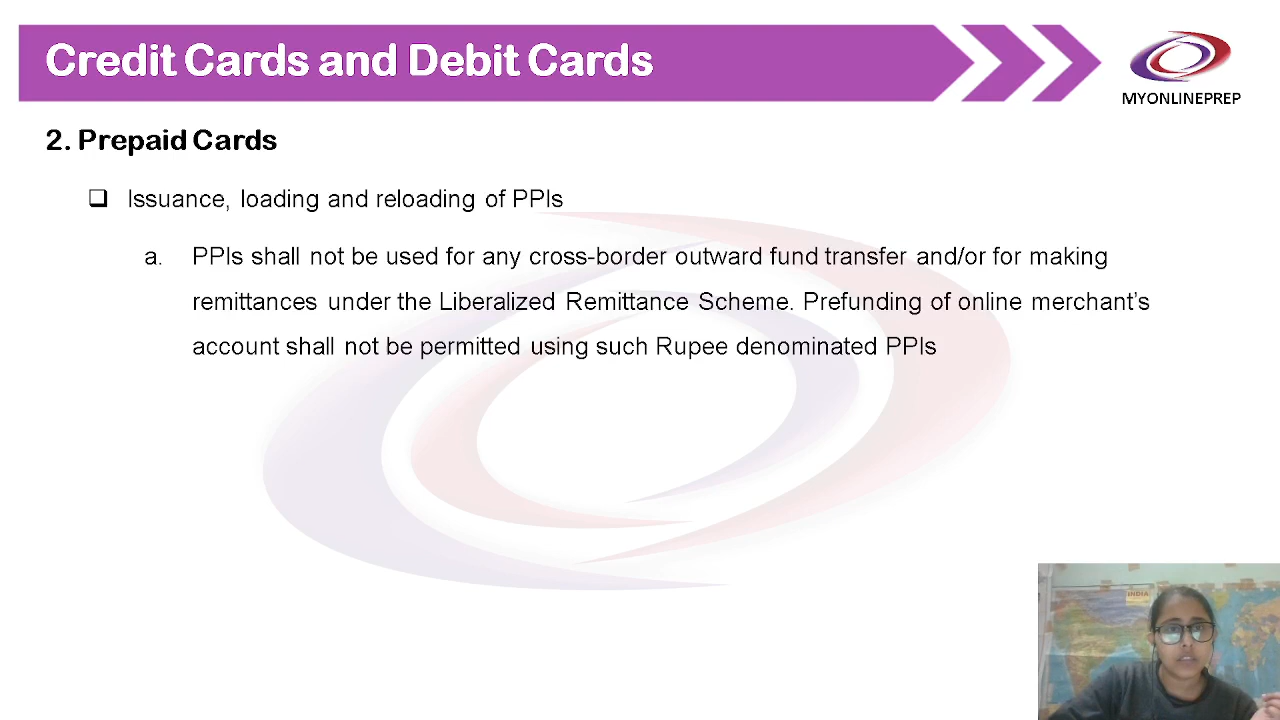 Credit Cards and Debit Cards
MYONLINEPREP
2. Prepaid Cards
❑ Issuance, loading and reloading of PPIs
a. PPIs shall not be used for any cross-border outward fund transfer and/or for making
remittances under the Liberalized Remittance Scheme. Prefunding of online merchant’s
account shall not be permitted using such Rupee denominated PPIs
INDIA